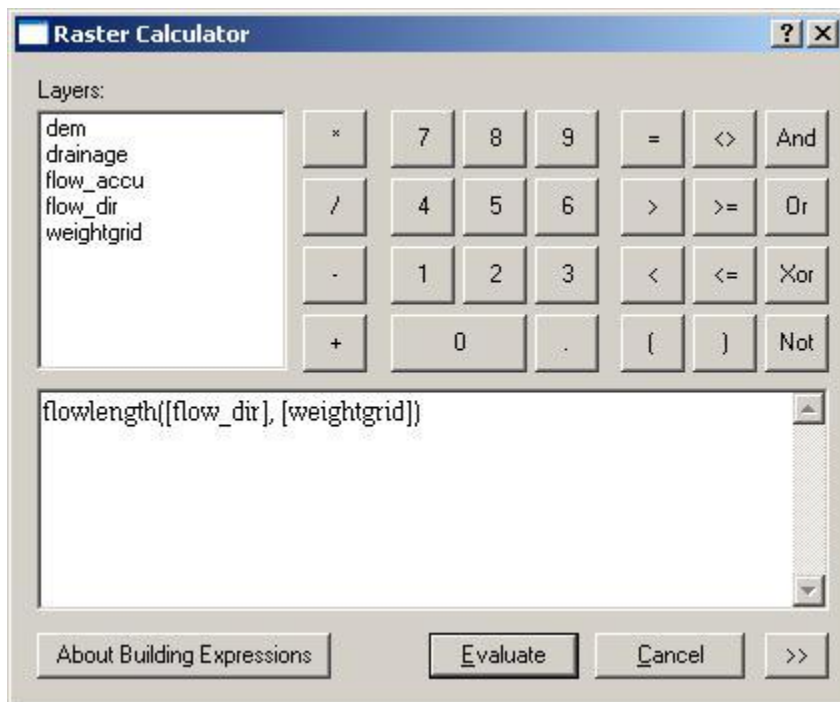 Raster Calculator
? X
Layers:
dem
drainage
flow_accu
flow_dir
weightgrid
* 7 8 9 = <> And
/ 4 5 6 > >= Or
- 1 2 3 < <= Xor
+ 0 . ( ) Not
flowlength([flow_dir], [weightgrid])
About Building Expressions Evaluate Cancel >>